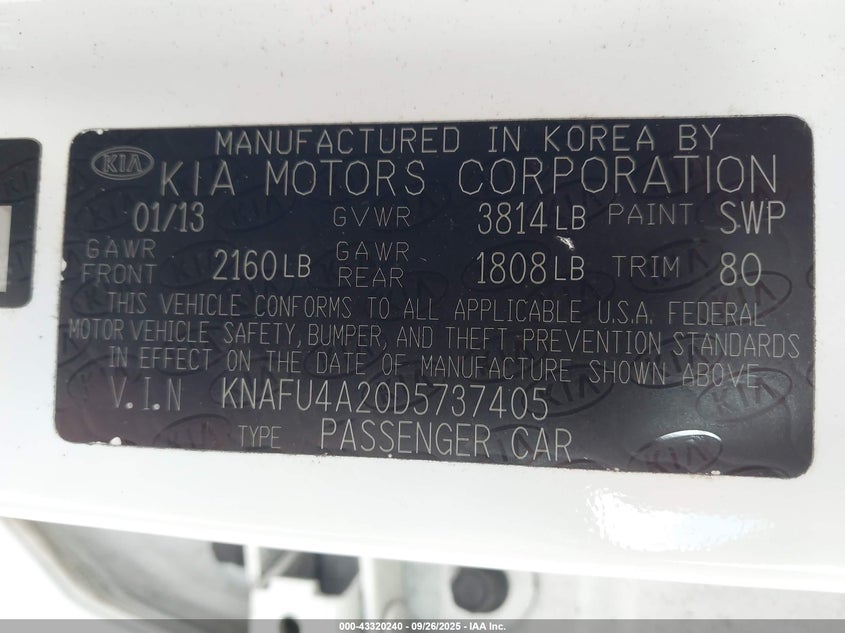 MANUFACTURED IN KOREA BY
KIA KIA MOTORS CORPORATION
01/13 GVWR 3814 LB PAINT SWP
GAWR FRONT 2160 LB GAWR REAR 1808 LB TRIM 80
THIS VEHICLE CONFORMS TO ALL APPLICABLE U.S.A. FEDERAL
MOTOR VEHICLE SAFETY, BUMPER, AND THEFT PREVENTION STANDARDS
IN EFFECT ON THE DATE OF MANUFACTURE SHOWN ABOVE
V.I.N KNAFU4A20D5737405
TYPE PASSENGER CAR
000-43320240 - 09/26/2025 - IAA Inc.